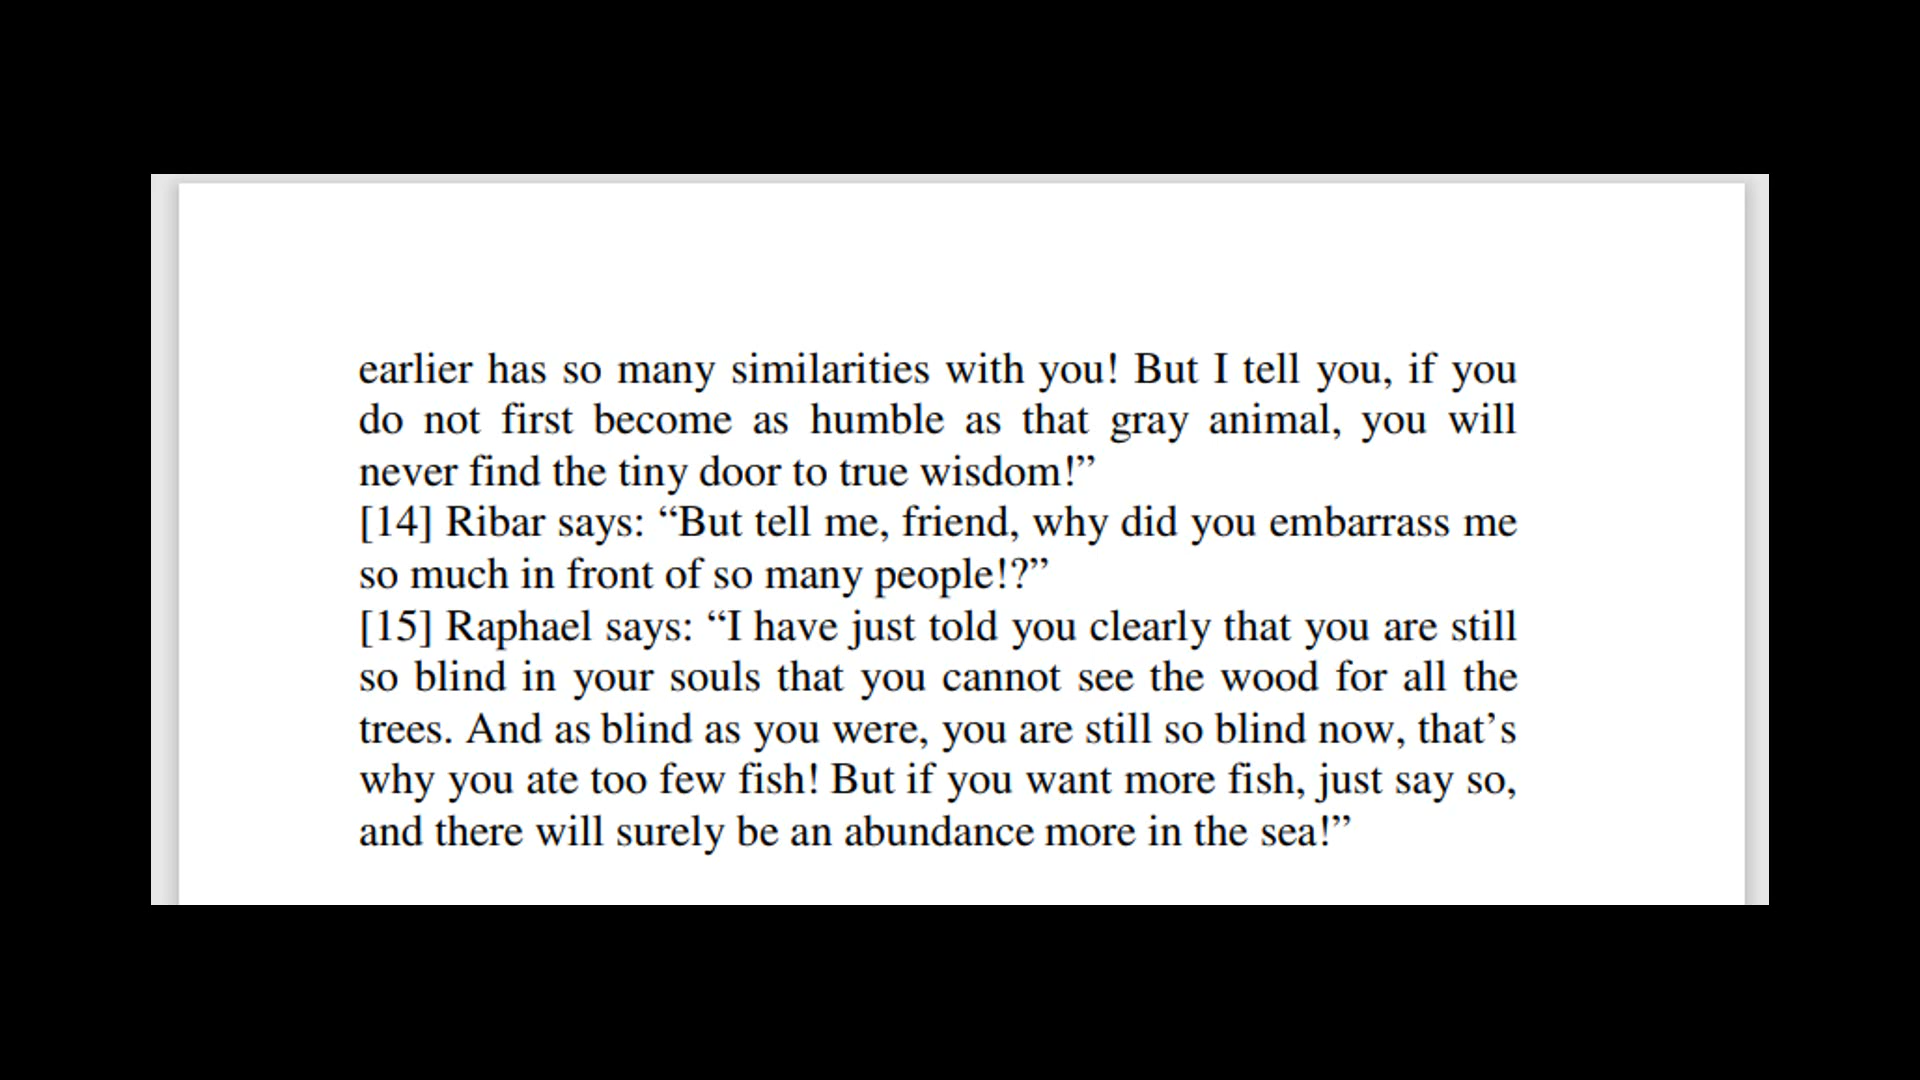 earlier has so many similarities with you! But I tell you, if you
do not first become as humble as that gray animal, you will
never find the tiny door to true wisdom!”
[14] Ribar says: “But tell me, friend, why did you embarrass me
so much in front of so many people!?”
[15] Raphael says: “I have just told you clearly that you are still
so blind in your souls that you cannot see the wood for all the
trees. And as blind as you were, you are still so blind now, that’s
why you ate too few fish! But if you want more fish, just say so,
and there will surely be an abundance more in the sea!”